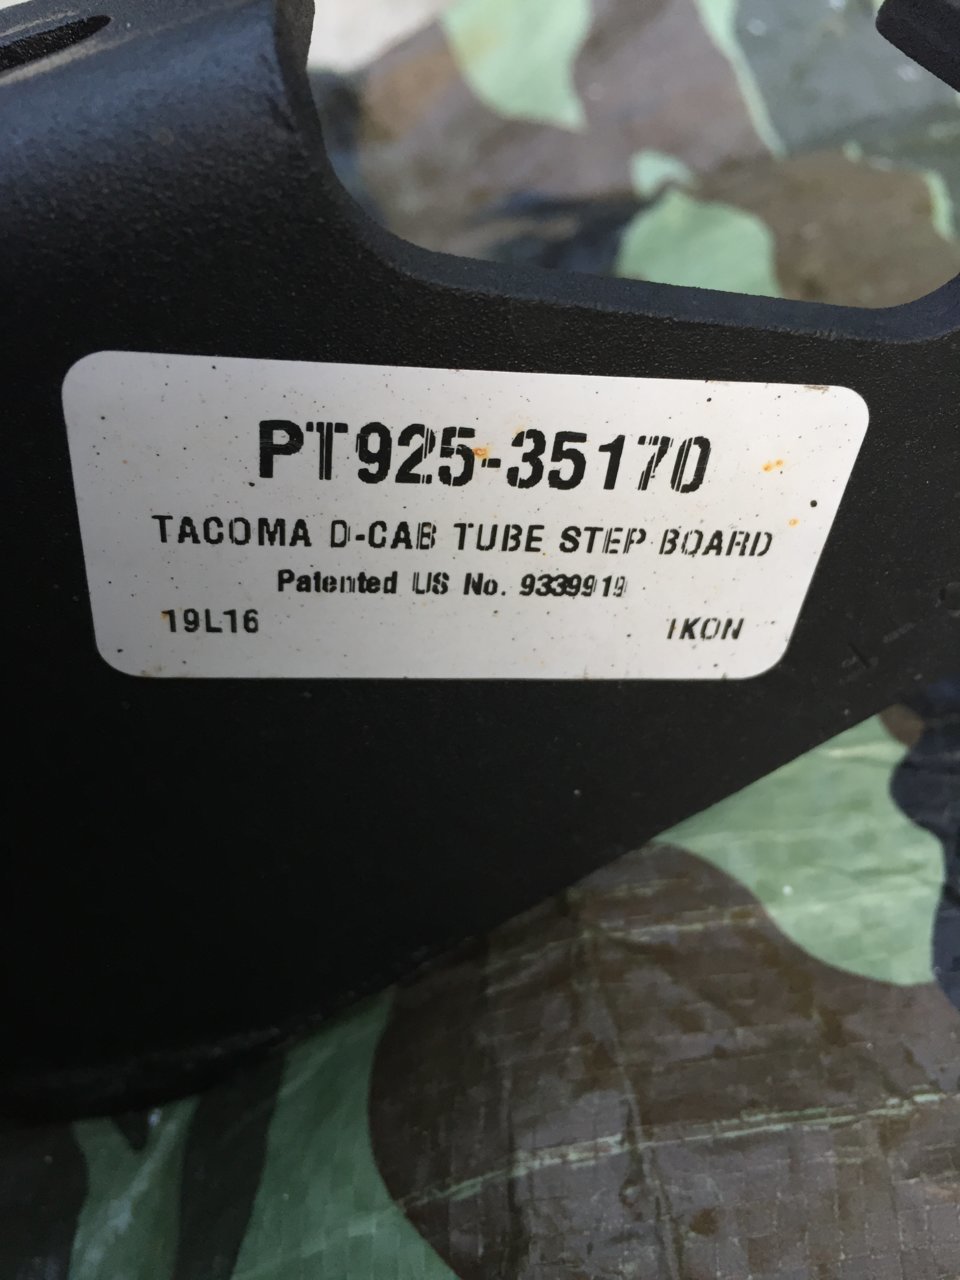 PT925-35170
TACOMA D-CAB TUBE STEP BOARD
Patented US No. 9339919
19L16
IKON